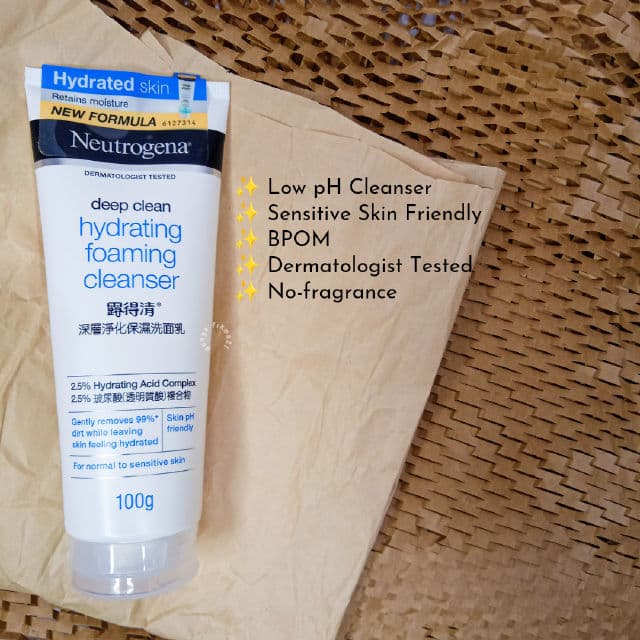 Hydrated skin
Retains moisture
NEW FORMULA 6127314
Neutrogena®
DERMATOLOGIST TESTED
deep clean
hydrating
foaming
cleanser
露得清®
深層淨化保濕洗面乳
2.5% Hydrating Acid Complex
2.5% 玻尿酸(透明質酸)複合物
Gently removes 99%*
dirt while leaving
skin feeling hydrated
Skin pH
friendly
For normal to sensitive skin
100g
✨ Low pH Cleanser
✨ Sensitive Skin Friendly
✨ BPOM
✨ Dermatologist Tested
✨ No-fragrance